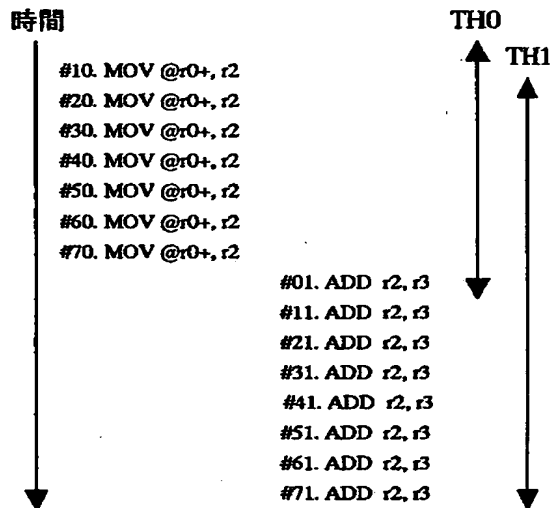 時間
TH0
TH1
#10. MOV @r0+, r2
#20. MOV @r0+, r2
#30. MOV @r0+, r2
#40. MOV @r0+, r2
#50. MOV @r0+, r2
#60. MOV @r0+, r2
#70. MOV @r0+, r2
#01. ADD r2, r3
#11. ADD r2, r3
#21. ADD r2, r3
#31. ADD r2, r3
#41. ADD r2, r3
#51. ADD r2, r3
#61. ADD r2, r3
#71. ADD r2, r3